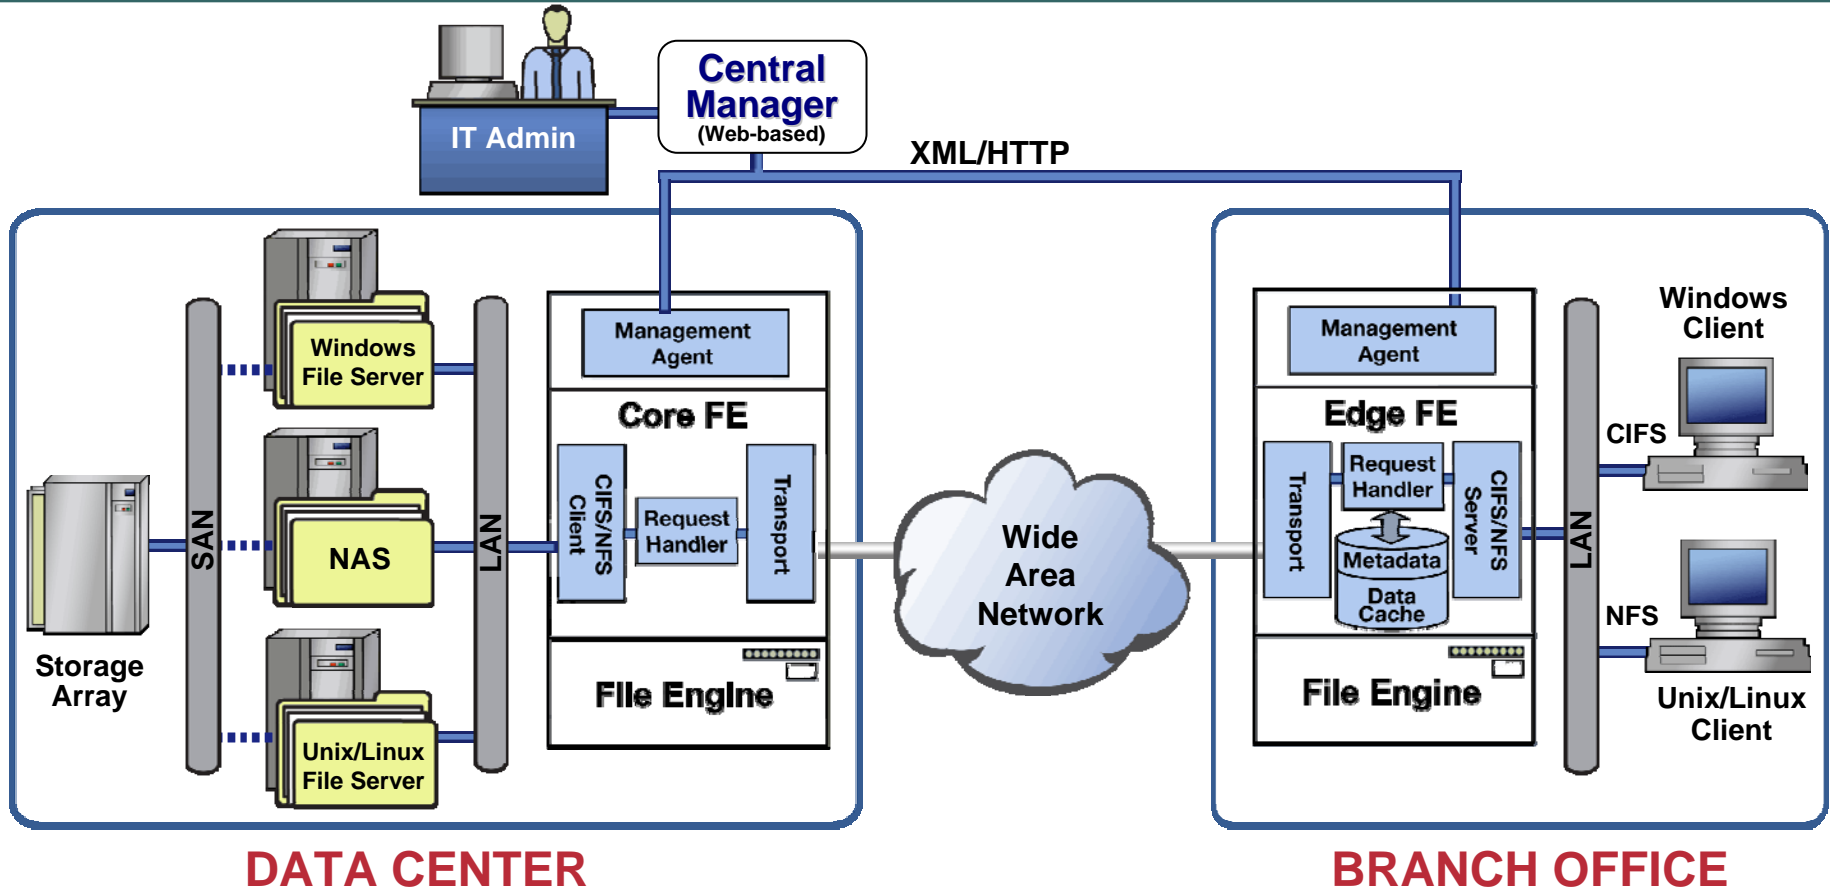 Central
Manager
(Web-based)
IT Admin
XML/HTTP
Windows
File Server
NAS
Unix/Linux
File Server
Storage
Array
SAN
LAN
Management
Agent
Core FE
CIFS/NFS
Client
Request
Handler
Transport
File Engine
Wide
Area
Network
Management
Agent
Edge FE
Transport
Request
Handler
Metadata
Data
Cache
CIFS/NFS
Server
File Engine
LAN
Windows
Client
CIFS
NFS
Unix/Linux
Client
DATA CENTER
BRANCH OFFICE